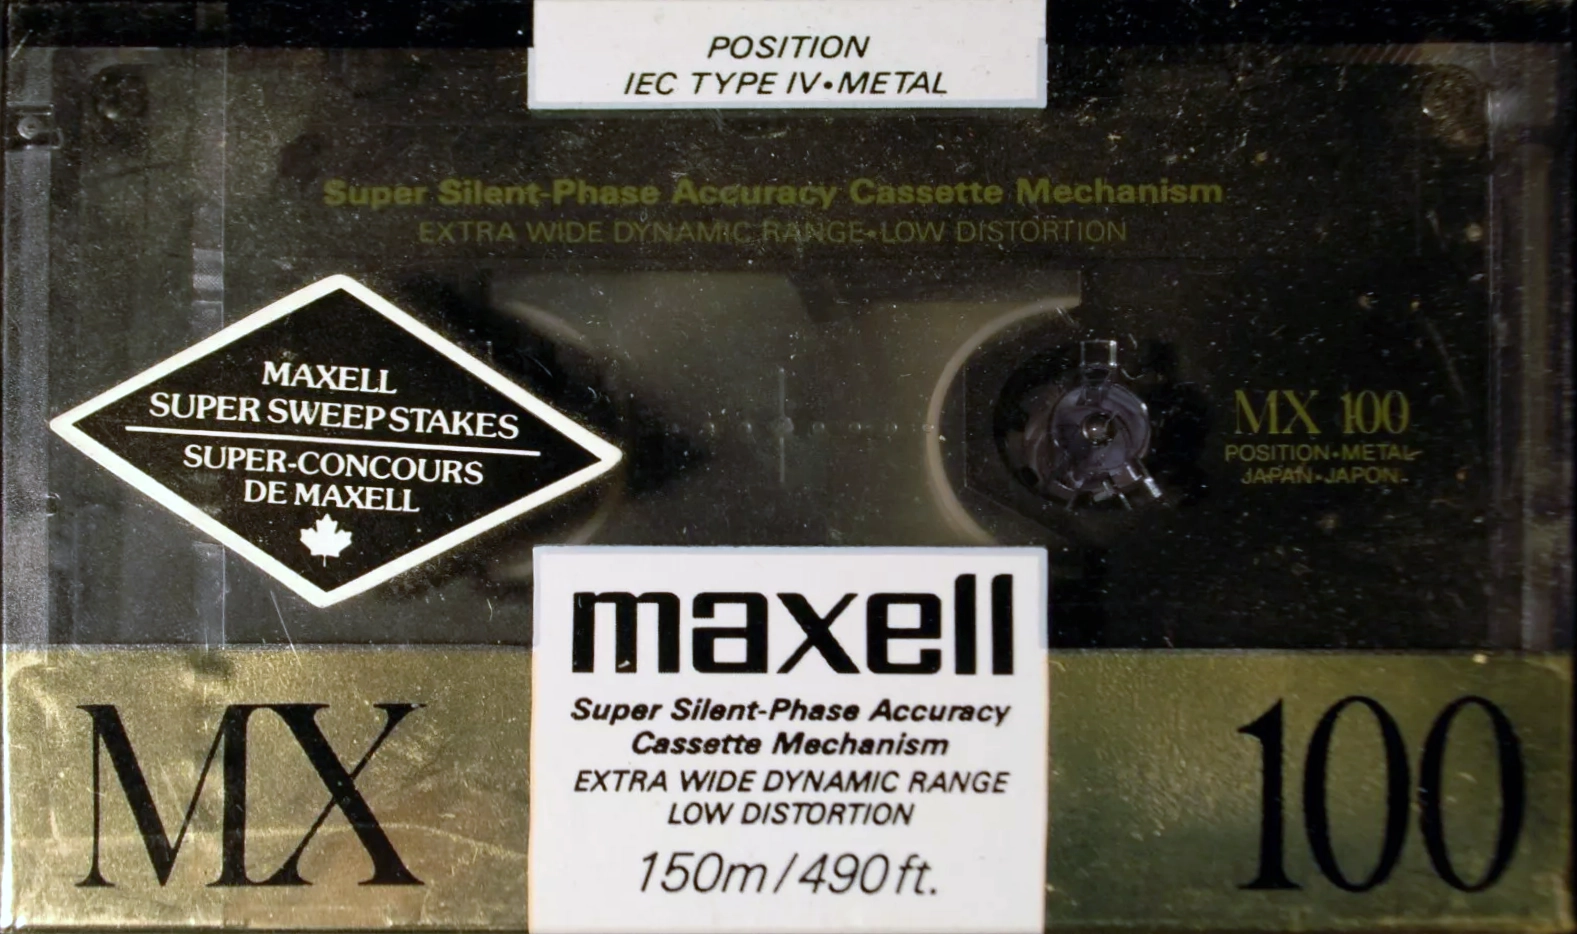 POSITION
IEC TYPE IV•METAL
Super Silent-Phase Accuracy Cassette Mechanism
EXTRA WIDE DYNAMIC RANGE•LOW DISTORTION
MAXELL
SUPER SWEEPSTAKES
SUPER-CONCOURS
DE MAXELL
MX 100
POSITION•METAL
JAPAN•JAPON
maxell
Super Silent-Phase Accuracy
Cassette Mechanism
EXTRA WIDE DYNAMIC RANGE
LOW DISTORTION
150m/490ft.
MX
100